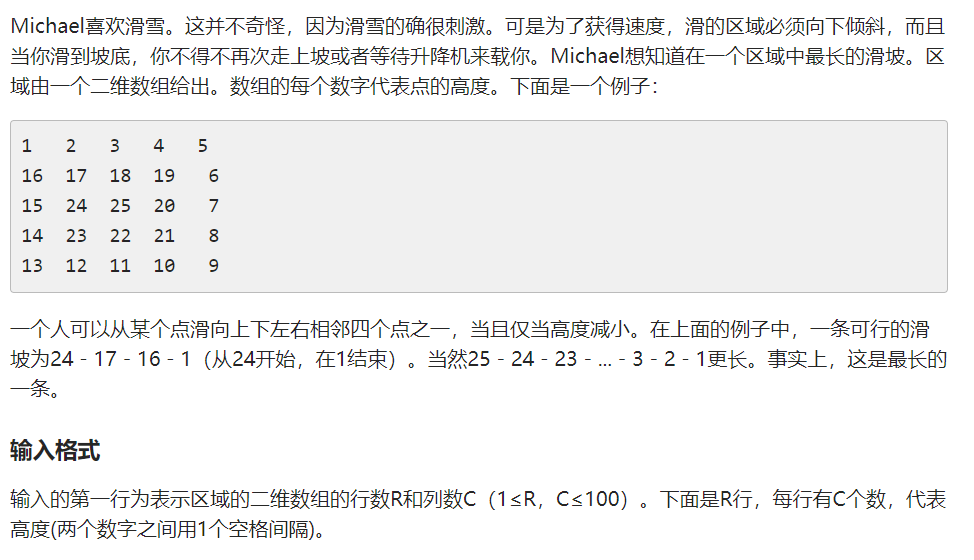 Michael喜欢滑雪。这并不奇怪，因为滑雪的确很刺激。可是为了获得速度，滑的区域必须向下倾斜，而且
当你滑到坡底，你不得不再次走上坡或者等待升降机来载你。Michael想知道在一个区域中最长的滑坡。区
域由一个二维数组给出。数组的每个数字代表点的高度。下面是一个例子：
1 2 3 4 5
16 17 18 19 6
15 24 25 20 7
14 23 22 21 8
13 12 11 10 9
一个人可以从某个点滑向上下左右相邻四个点之一，当且仅当高度减小。在上面的例子中，一条可行的滑
坡为24－17－16－1（从24开始，在1结束）。当然25－24－23－…－3－2－1更长。事实上，这是最长的
一条。
输入格式
输入的第一行为表示区域的二维数组的行数R和列数C（1≤R，C≤100）。下面是R行，每行有C个数，代表
高度(两个数字之间用1个空格间隔)。